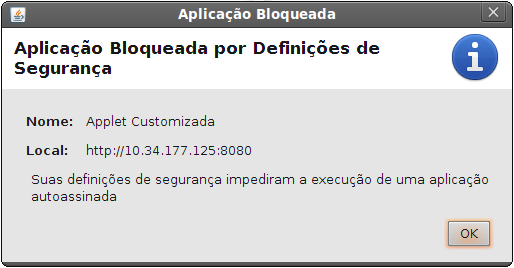 Aplicação Bloqueada
Aplicação Bloqueada por Definições de
Segurança
Nome: Applet Customizada
Local: http://10.34.177.125:8080
Suas definições de segurança impediram a execução de uma aplicação
autoassinada
OK